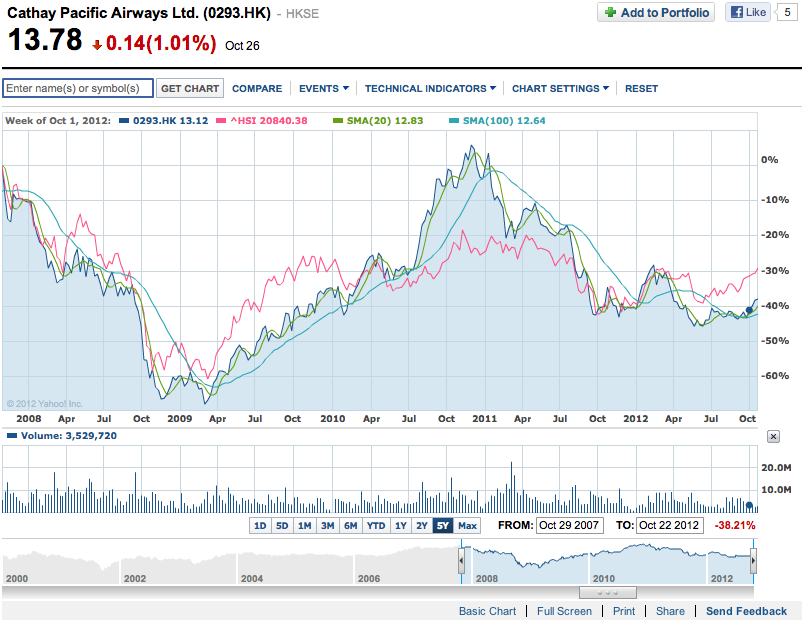 Cathay Pacific Airways Ltd. (0293.HK) - HKSE
Add to Portfolio
Like
5
13.78 0.14(1.01%) Oct 26
Enter name(s) or symbol(s) GET CHART COMPARE EVENTS TECHNICAL INDICATORS CHART SETTINGS RESET
Week of Oct 1, 2012: 0293.HK 13.12 ^HSI 20840.38 SMA(20) 12.83 SMA(100) 12.64
0%
-10%
-20%
-30%
-40%
-50%
-60%
© 2012 Yahoo! Inc.
2008 Apr Jul Oct 2009 Apr Jul Oct 2010 Apr Jul Oct 2011 Apr Jul Oct 2012 Apr Jul Oct
Volume: 3,529,720
20.0M
10.0M
1D 5D 1M 3M 6M YTD 1Y 2Y 5Y Max FROM: Oct 29 2007 TO: Oct 22 2012 -38.21%
2000 2002 2004 2006 2008 2010 2012
Basic Chart | Full Screen | Print | Share | Send Feedback